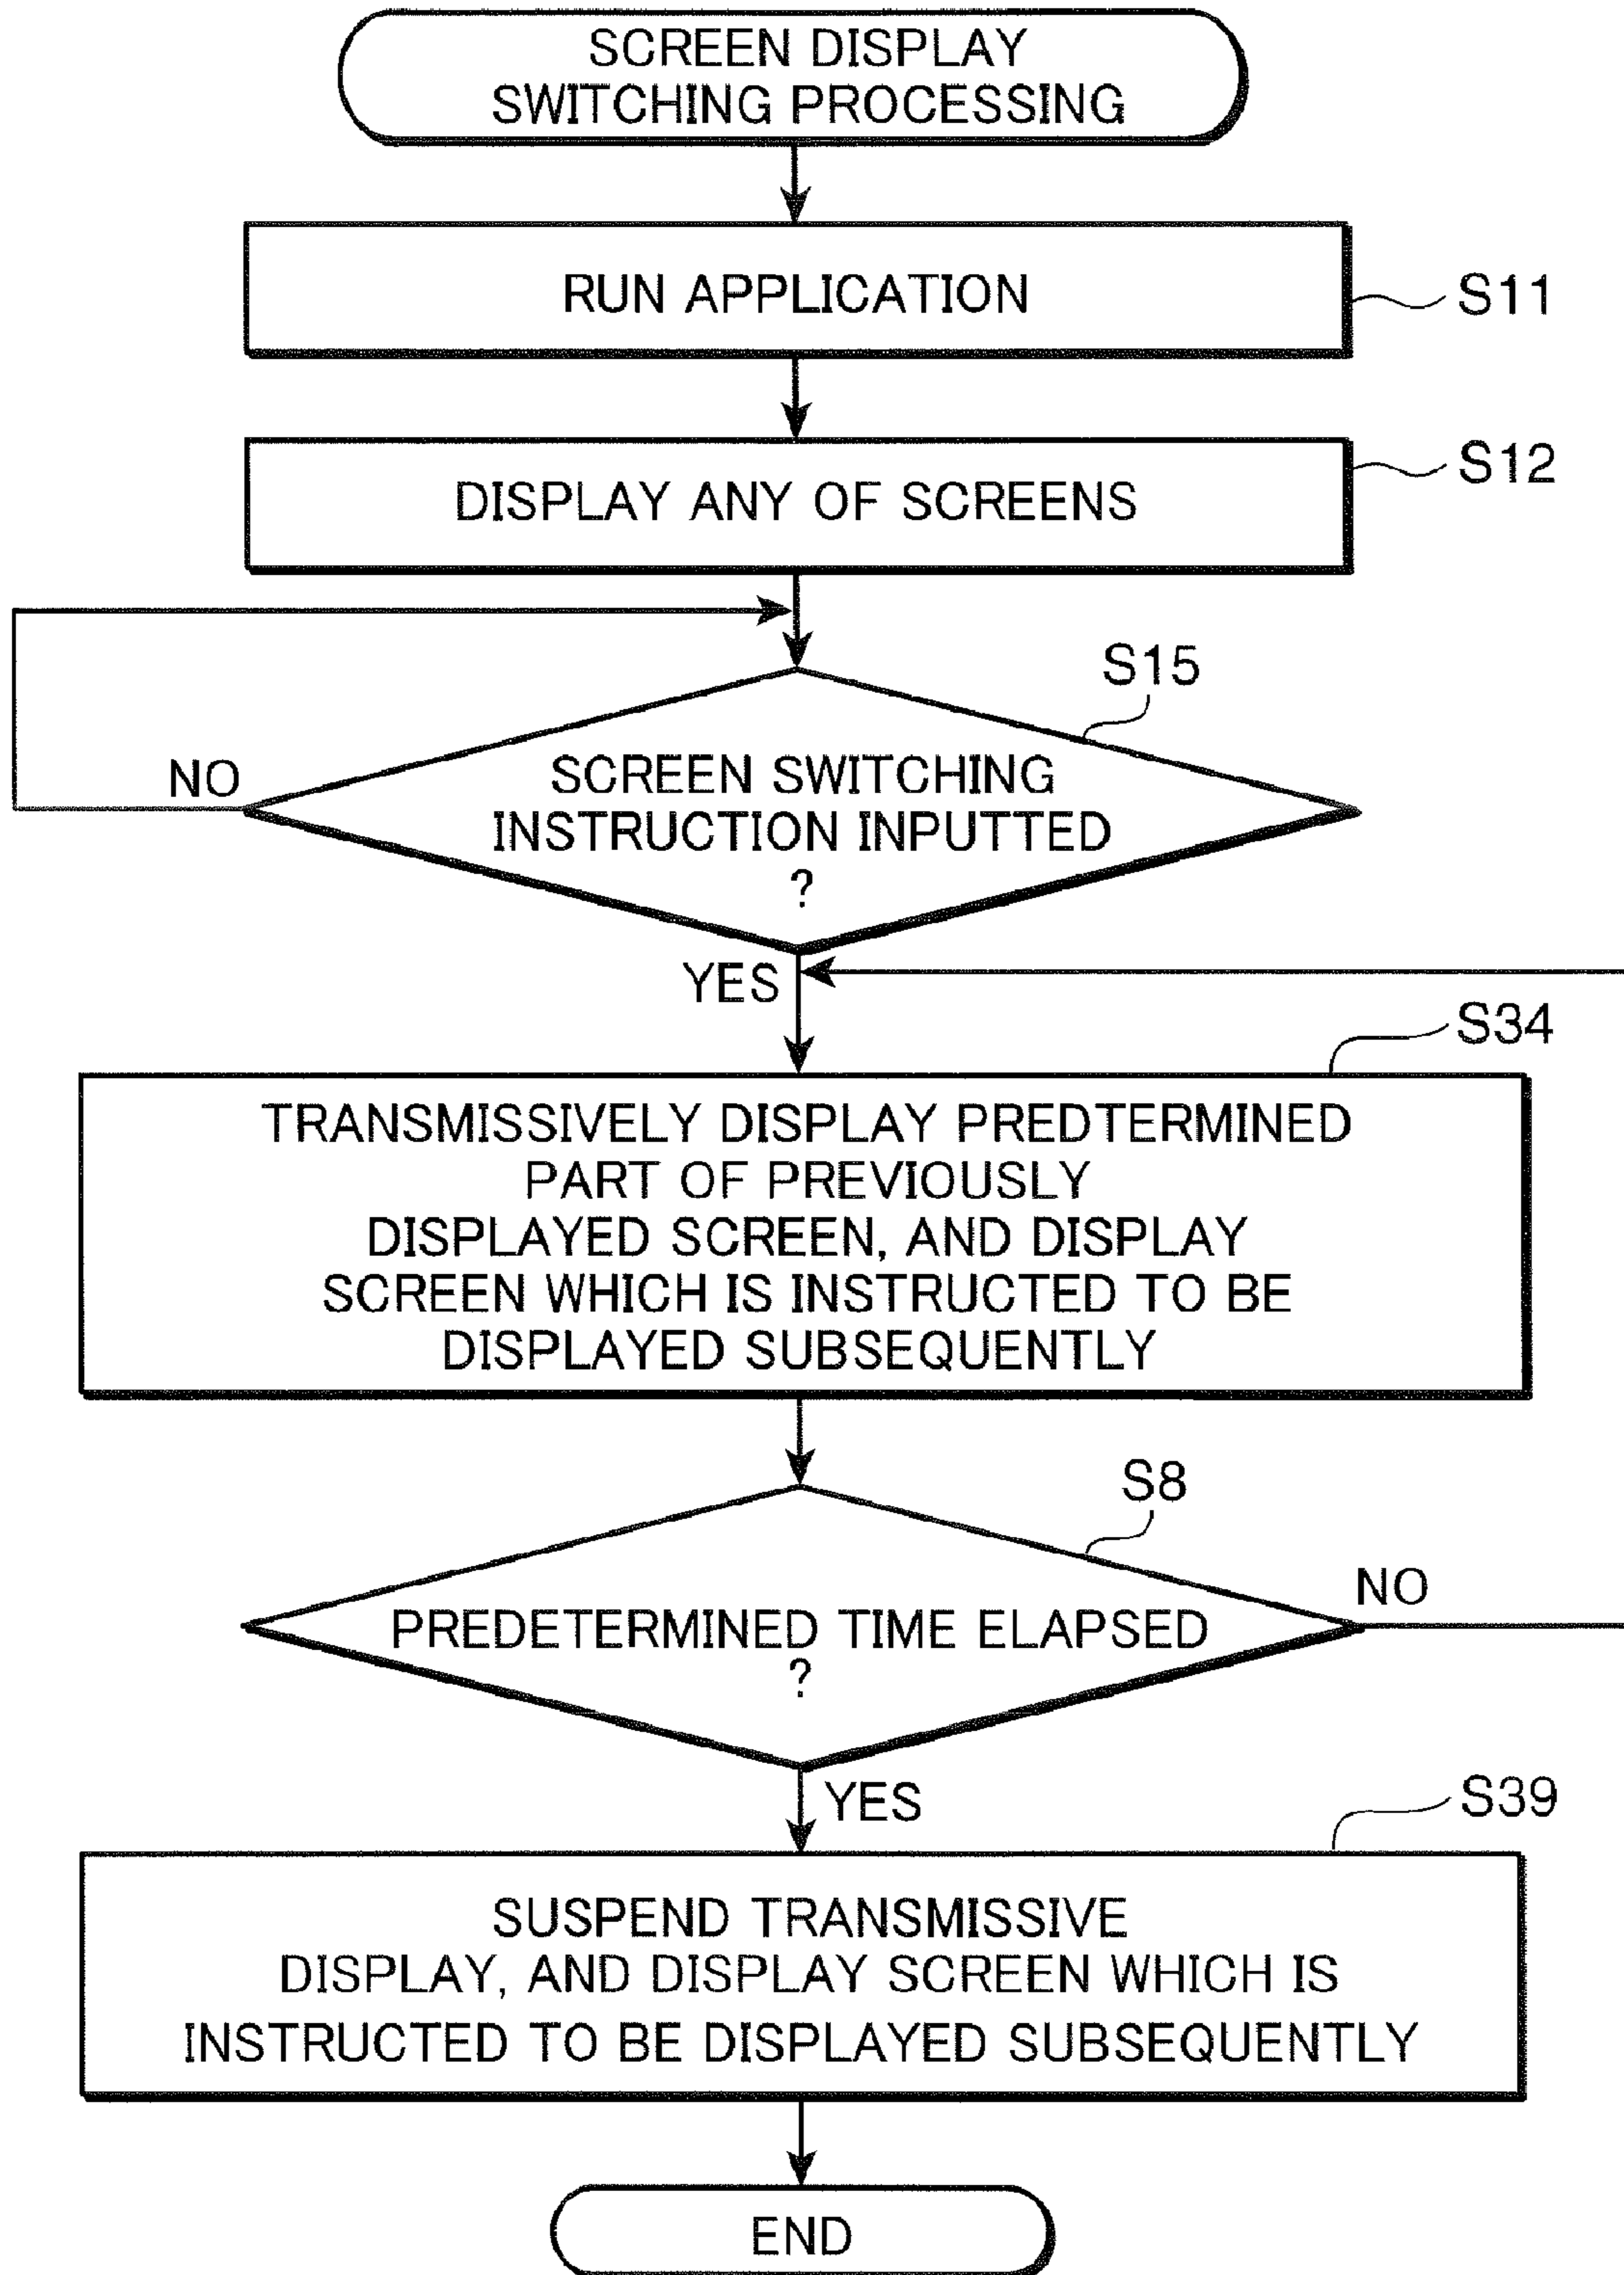 SCREEN DISPLAY
SWITCHING PROCESSING
RUN APPLICATION
S11
DISPLAY ANY OF SCREENS
S12
S15
SCREEN SWITCHING
INSTRUCTION INPUTTED
?
NO
YES
S34
TRANSMISSIVELY DISPLAY PREDTERMINED
PART OF PREVIOUSLY
DISPLAYED SCREEN, AND DISPLAY
SCREEN WHICH IS INSTRUCTED TO BE
DISPLAYED SUBSEQUENTLY
S8
PREDETERMINED TIME ELAPSED
?
NO
YES
S39
SUSPEND TRANSMISSIVE
DISPLAY, AND DISPLAY SCREEN WHICH IS
INSTRUCTED TO BE DISPLAYED SUBSEQUENTLY
END